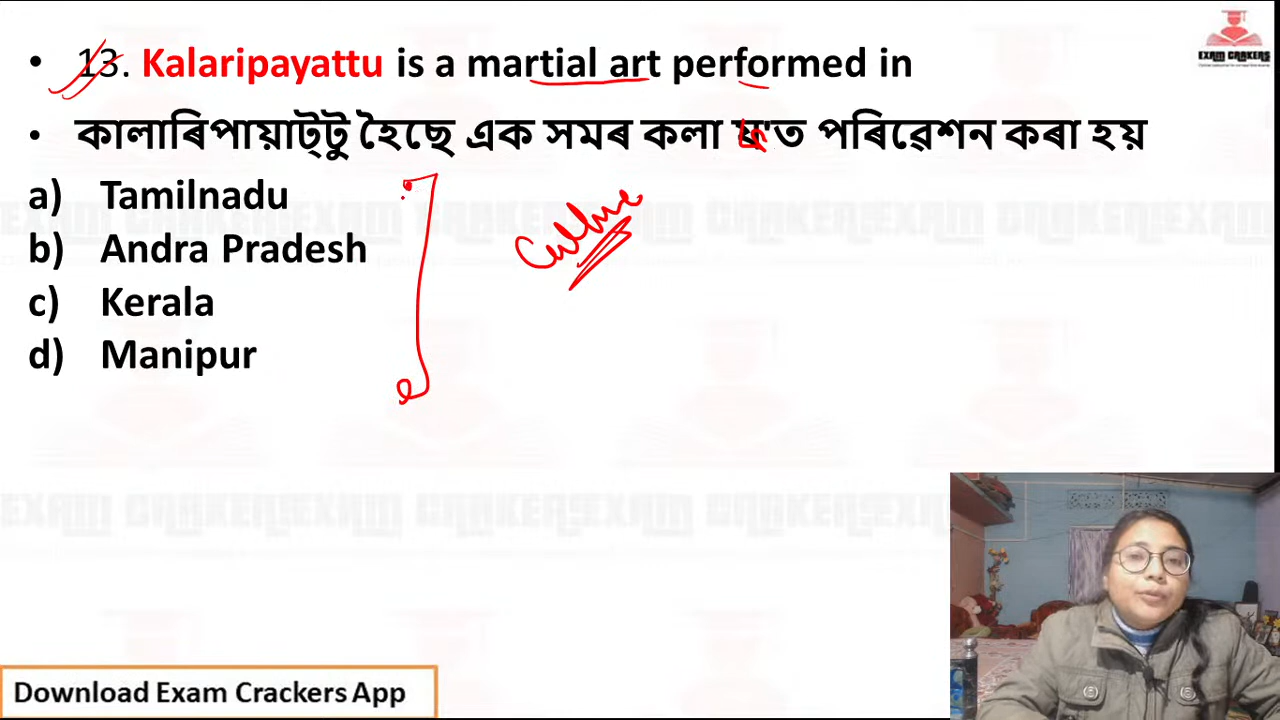 • 13. Kalaripayattu is a martial art performed in
EXAM CRACKERS
• কালাৰিপায়াট্টু হৈছে এক সমৰ কলা য'ত পৰিৱেশন কৰা হয়
a) Tamilnadu
b) Andra Pradesh
c) Kerala
d) Manipur
Culture
Download Exam Crackers App